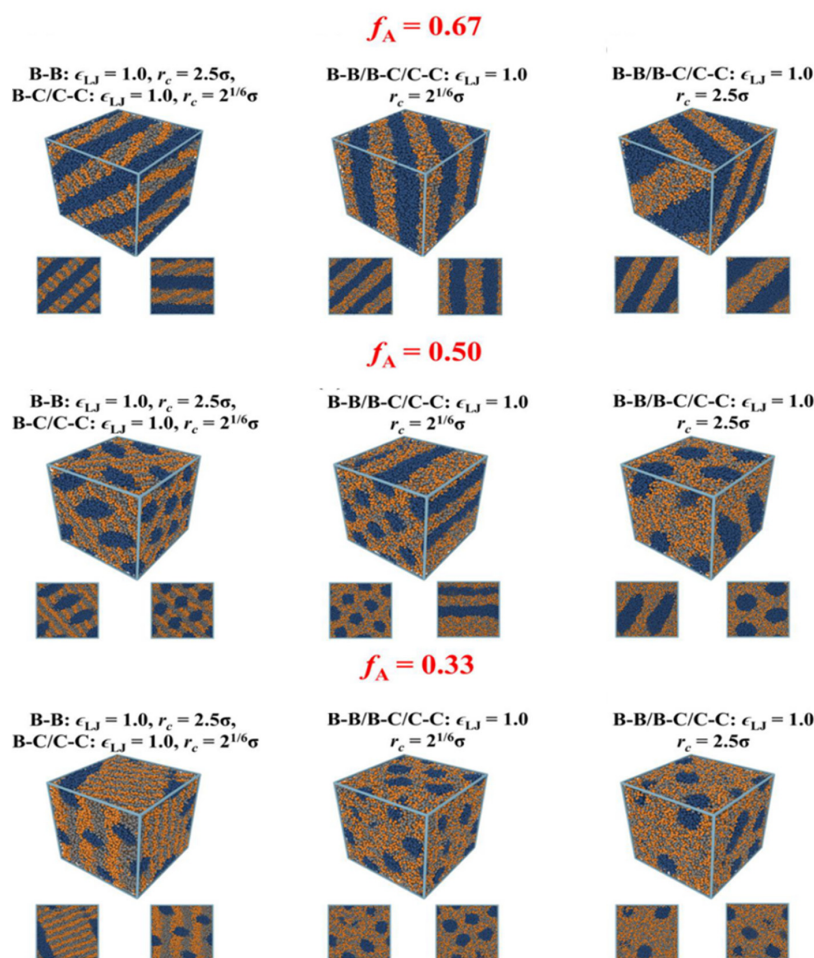 fA = 0.67
B-B: ϵLJ = 1.0, rc = 2.5σ,
B-C/C-C: ϵLJ = 1.0, rc = 2^1/6σ
B-B/B-C/C-C: ϵLJ = 1.0
rc = 2^1/6σ
B-B/B-C/C-C: ϵLJ = 1.0
rc = 2.5σ
fA = 0.50
B-B: ϵLJ = 1.0, rc = 2.5σ,
B-C/C-C: ϵLJ = 1.0, rc = 2^1/6σ
B-B/B-C/C-C: ϵLJ = 1.0
rc = 2^1/6σ
B-B/B-C/C-C: ϵLJ = 1.0
rc = 2.5σ
fA = 0.33
B-B: ϵLJ = 1.0, rc = 2.5σ,
B-C/C-C: ϵLJ = 1.0, rc = 2^1/6σ
B-B/B-C/C-C: ϵLJ = 1.0
rc = 2^1/6σ
B-B/B-C/C-C: ϵLJ = 1.0
rc = 2.5σ